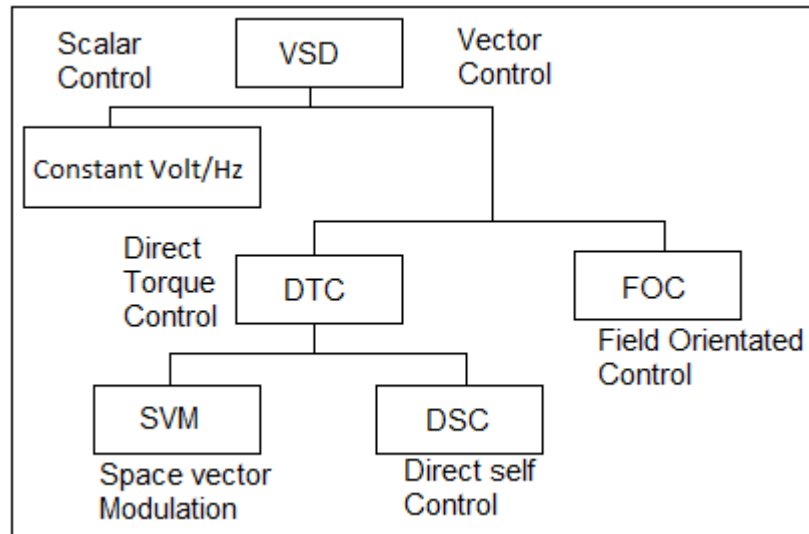 Scalar
Control
VSD
Vector
Control
Constant Volt/Hz
Direct
Torque
Control
DTC
FOC
Field Orientated
Control
SVM
Space vector
Modulation
DSC
Direct self
Control